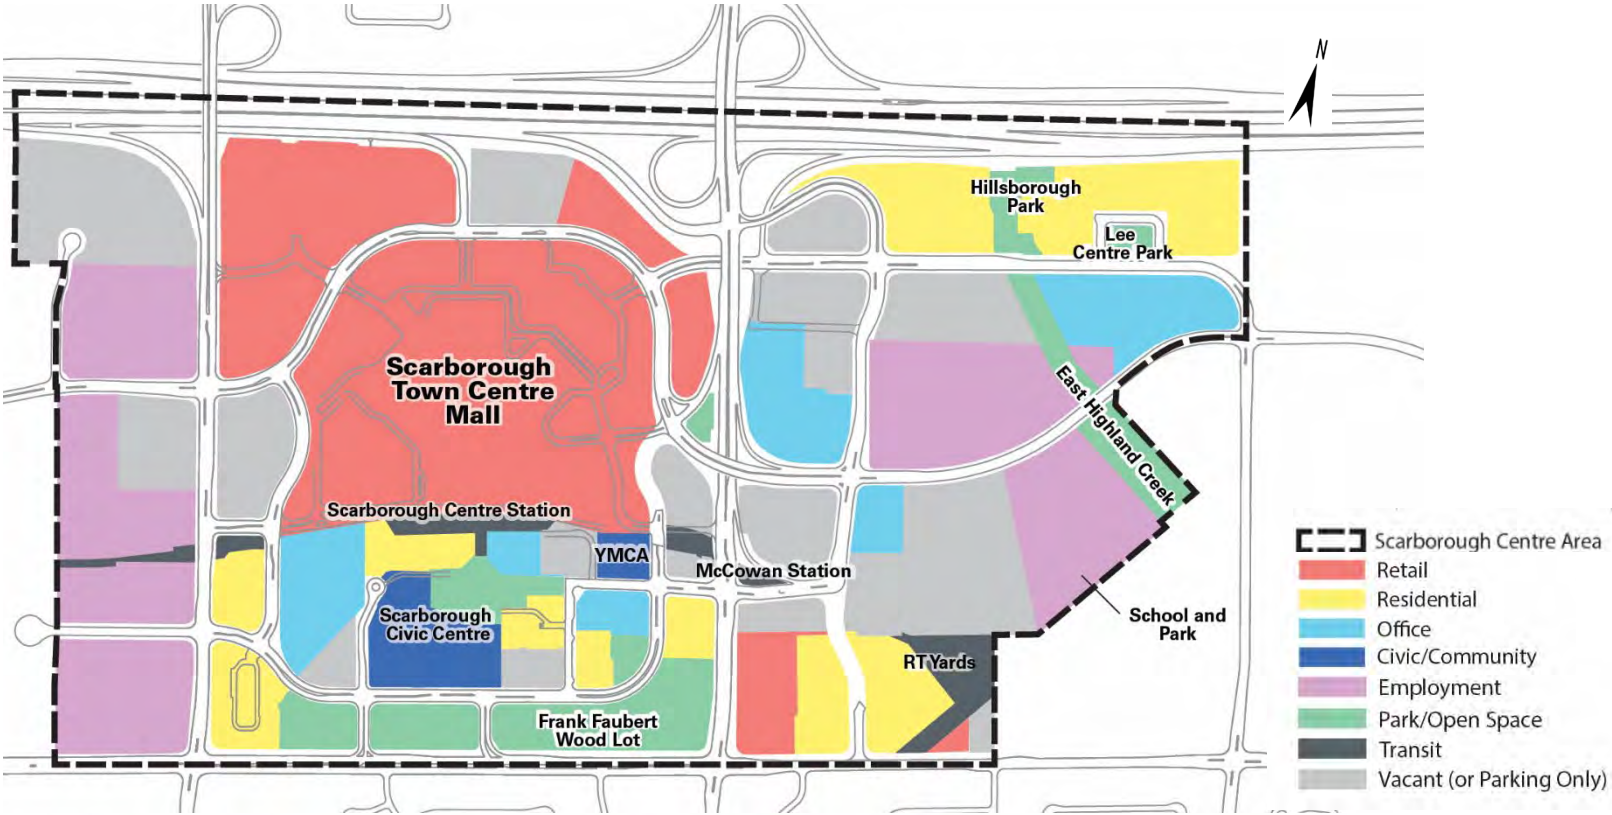 N
Hillsborough
Park
Lee
Centre Park
Scarborough
Town Centre
Mall
East Highland Creek
Scarborough Centre Station
YMCA
McCowan Station
Scarborough
Civic Centre
School and
Park
RT Yards
Frank Faubert
Wood Lot
Scarborough Centre Area
Retail
Residential
Office
Civic/Community
Employment
Park/Open Space
Transit
Vacant (or Parking Only)